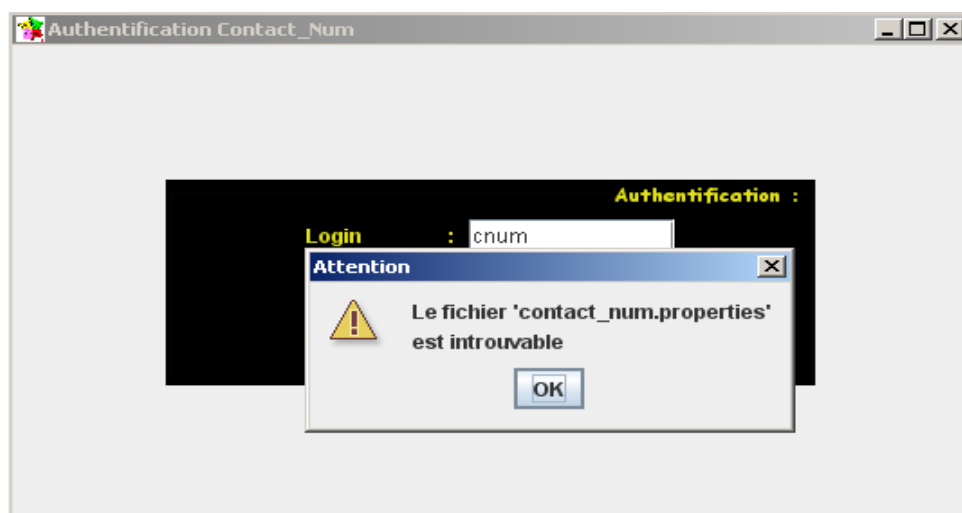 Authentification Contact_Num
Authentification :
Login : cnum
Attention
Le fichier 'contact_num.properties'
est introuvable
OK